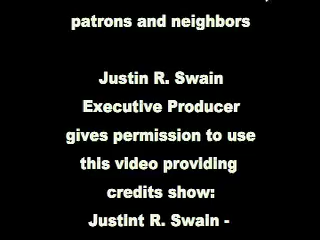 patrons and neighbors
Justin R. Swain
Executive Producer
gives permission to use
this video providing
credits show:
Justint R. Swain -